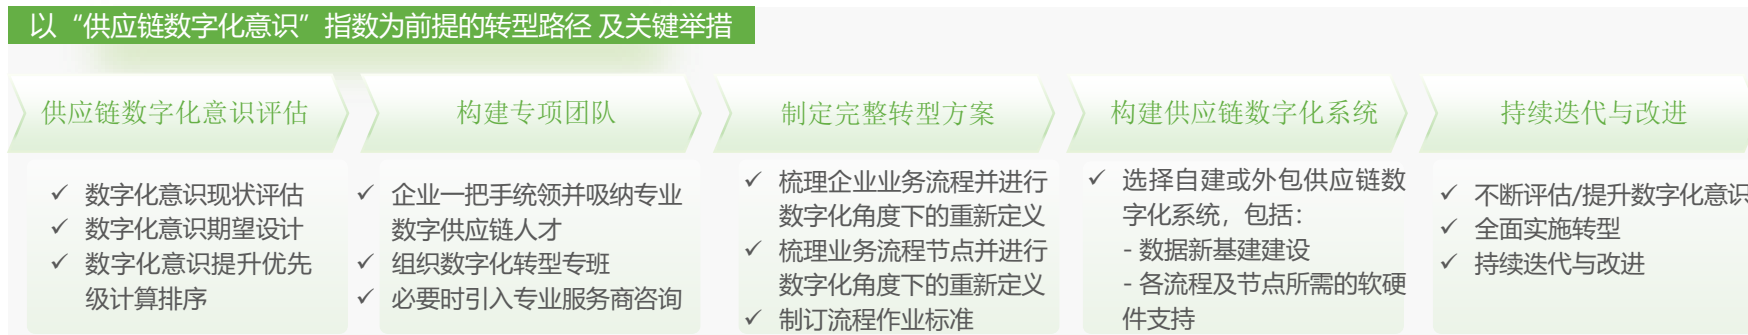 以“供应链数字化意识”指数为前提的转型路径 及关键举措
供应链数字化意识评估
✓ 数字化意识现状评估
✓ 数字化意识期望设计
✓ 数字化意识提升优先
级计算排序
构建专项团队
✓ 企业一把手统领并吸纳专业
数字供应链人才
✓ 组织数字化转型专班
✓ 必要时引入专业服务商咨询
制定完整转型方案
✓ 梳理企业业务流程并进行
数字化角度下的重新定义
✓ 梳理业务流程节点并进行
数字化角度下的重新定义
✓ 制订流程作业标准
构建供应链数字化系统
✓ 选择自建或外包供应链数
字化系统，包括：
- 数据新基建建设
- 各流程及节点所需的软硬
件支持
持续迭代与改进
✓ 不断评估/提升数字化意识
✓ 全面实施转型
✓ 持续迭代与改进